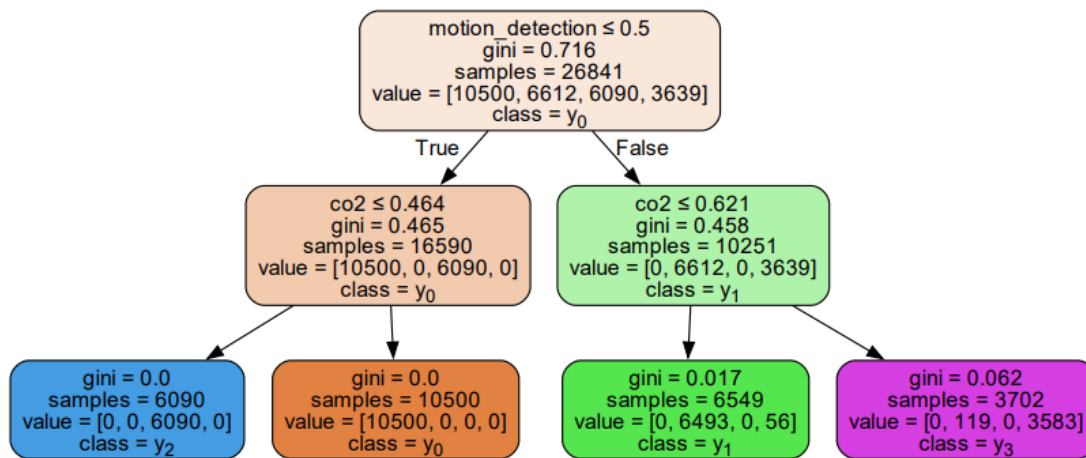 motion_detection ≤ 0.5
gini = 0.716
samples = 26841
value = [10500, 6612, 6090, 3639]
class = y0
True
False
co2 ≤ 0.464
gini = 0.465
samples = 16590
value = [10500, 0, 6090, 0]
class = y0
co2 ≤ 0.621
gini = 0.458
samples = 10251
value = [0, 6612, 0, 3639]
class = y1
gini = 0.0
samples = 6090
value = [0, 0, 6090, 0]
class = y2
gini = 0.0
samples = 10500
value = [10500, 0, 0, 0]
class = y0
gini = 0.017
samples = 6549
value = [0, 6493, 0, 56]
class = y1
gini = 0.062
samples = 3702
value = [0, 119, 0, 3583]
class = y3